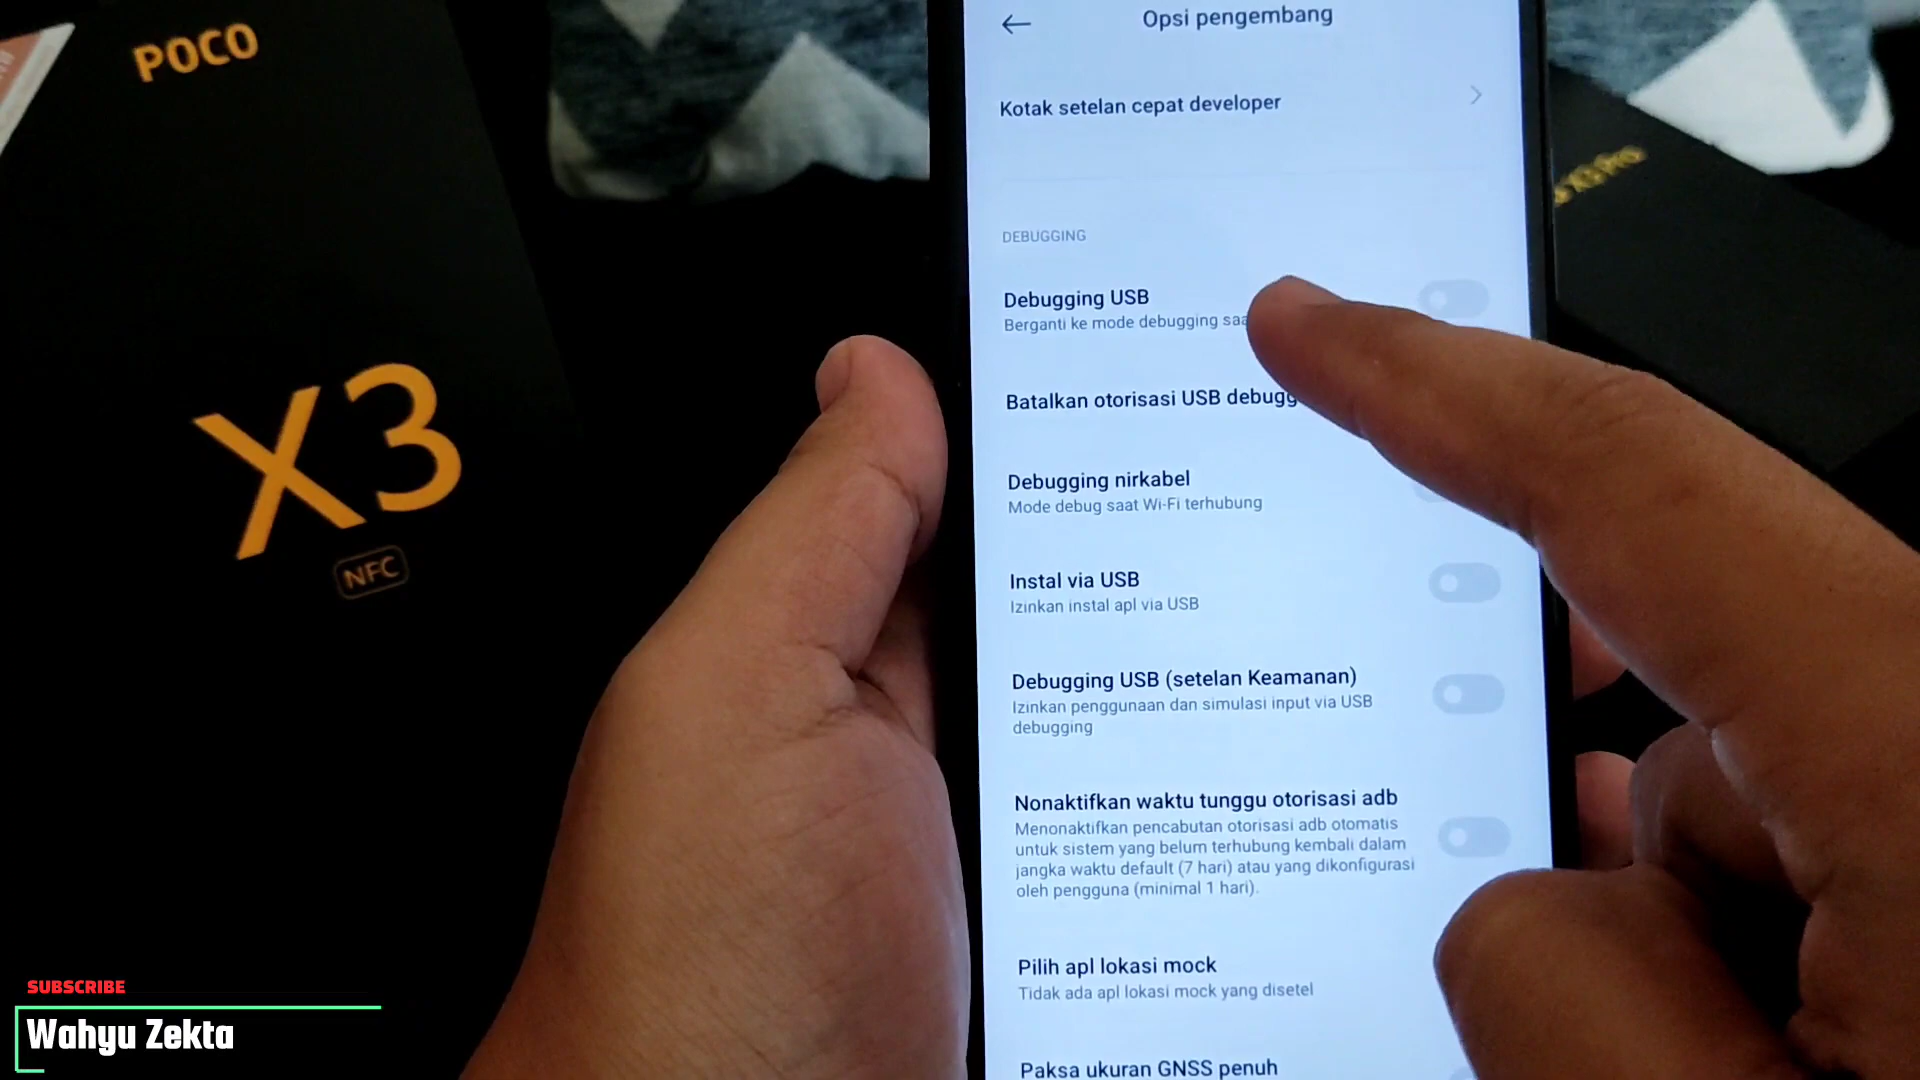 POCO
X3
NFC
Opsi pengembang
Kotak setelan cepat developer
DEBUGGING
Debugging USB
Berganti ke mode debugging saa
Batalkan otorisasi USB debugg
Debugging nirkabel
Mode debug saat Wi-Fi terhubung
Instal via USB
Izinkan instal apl via USB
Debugging USB (setelan Keamanan)
Izinkan penggunaan dan simulasi input via USB
debugging
Nonaktifkan waktu tunggu otorisasi adb
Menonaktifkan pencabutan otorisasi adb otomatis
untuk sistem yang belum terhubung kembali dalam
jangka waktu default (7 hari) atau yang dikonfigurasi
oleh pengguna (minimal 1 hari).
Pilih apl lokasi mock
Tidak ada apl lokasi mock yang disetel
Paksa ukuran GNSS penuh
X3 Pro
SUBSCRIBE
Wahyu Zekta